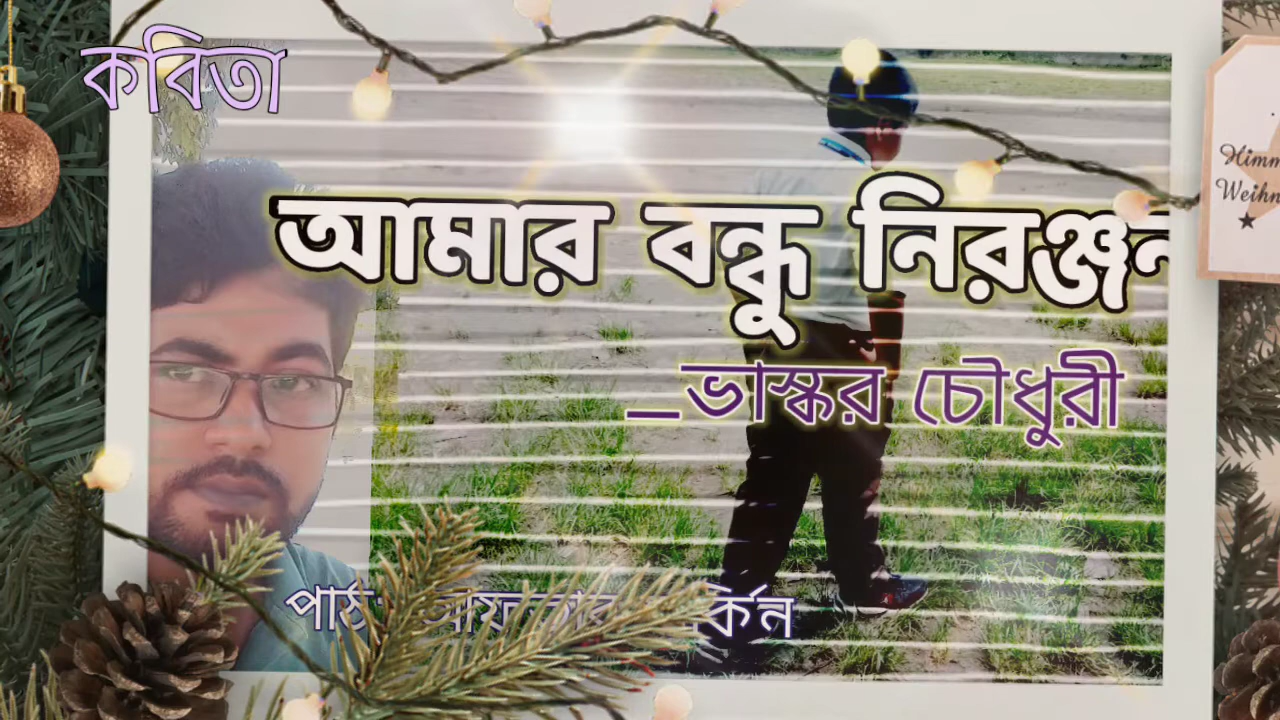 কবিতা
আমার বন্ধু নিরঞ্জন
_ভাস্কর চৌধুরী
পাঠ: